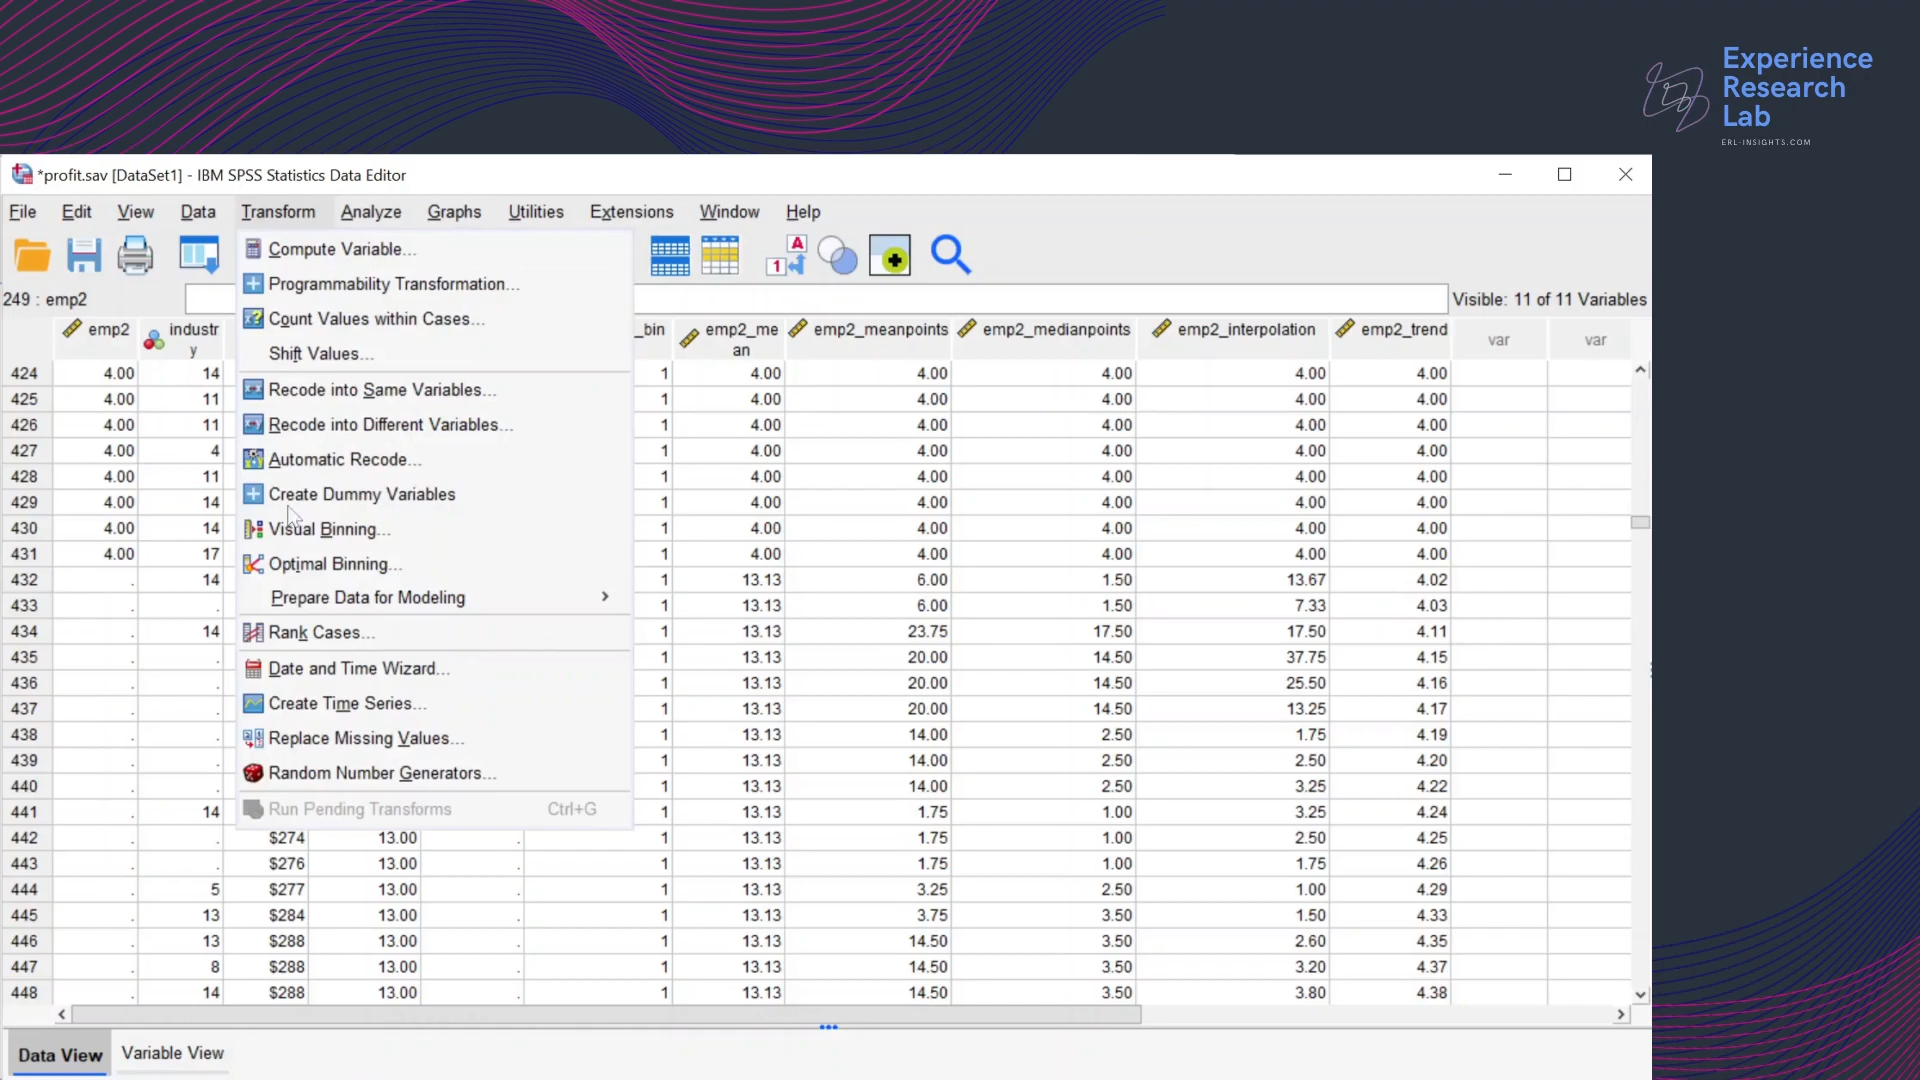 Experience
Research
Lab
ERL-INSIGHTS.COM
*profit.sav [DataSet1] - IBM SPSS Statistics Data Editor
File Edit View Data Transform Analyze Graphs Utilities Extensions Window Help
249 : emp2
Visible: 11 of 11 Variables
Compute Variable...
Programmability Transformation...
Count Values within Cases...
Shift Values...
Recode into Same Variables...
Recode into Different Variables...
Automatic Recode...
Create Dummy Variables
Visual Binning...
Optimal Binning...
Prepare Data for Modeling
Rank Cases...
Date and Time Wizard...
Create Time Series...
Replace Missing Values...
Random Number Generators...
Run Pending Transforms Ctrl+G
emp2 industr
y _bin emp2_me
an emp2_meanpoints emp2_medianpoints emp2_interpolation emp2_trend var var
424 4.00 14 1 4.00 4.00 4.00 4.00 4.00
425 4.00 11 1 4.00 4.00 4.00 4.00 4.00
426 4.00 11 1 4.00 4.00 4.00 4.00 4.00
427 4.00 4 1 4.00 4.00 4.00 4.00 4.00
428 4.00 11 1 4.00 4.00 4.00 4.00 4.00
429 4.00 14 1 4.00 4.00 4.00 4.00 4.00
430 4.00 14 1 4.00 4.00 4.00 4.00 4.00
431 4.00 17 1 4.00 4.00 4.00 4.00 4.00
432 . 14 1 13.13 6.00 1.50 13.67 4.02
433 . . 1 13.13 6.00 1.50 7.33 4.03
434 . 14 1 13.13 23.75 17.50 17.50 4.11
435 . . 1 13.13 20.00 14.50 37.75 4.15
436 . . 1 13.13 20.00 14.50 25.50 4.16
437 . . 1 13.13 20.00 14.50 13.25 4.17
438 . . 1 13.13 14.00 2.50 1.75 4.19
439 . . 1 13.13 14.00 2.50 2.50 4.20
440 . . 1 13.13 14.00 2.50 3.25 4.22
441 . 14 1 13.13 1.75 1.00 3.25 4.24
442 . . $274 13.00 . 1 13.13 1.75 1.00 2.50 4.25
443 . . $276 13.00 . 1 13.13 1.75 1.00 1.75 4.26
444 . 5 $277 13.00 . 1 13.13 3.25 2.50 1.00 4.29
445 . 13 $284 13.00 . 1 13.13 3.75 3.50 1.50 4.33
446 . 13 $288 13.00 . 1 13.13 14.50 3.50 2.60 4.35
447 . 8 $288 13.00 . 1 13.13 14.50 3.50 3.20 4.37
448 . 14 $288 13.00 . 1 13.13 14.50 3.50 3.80 4.38
Data View Variable View